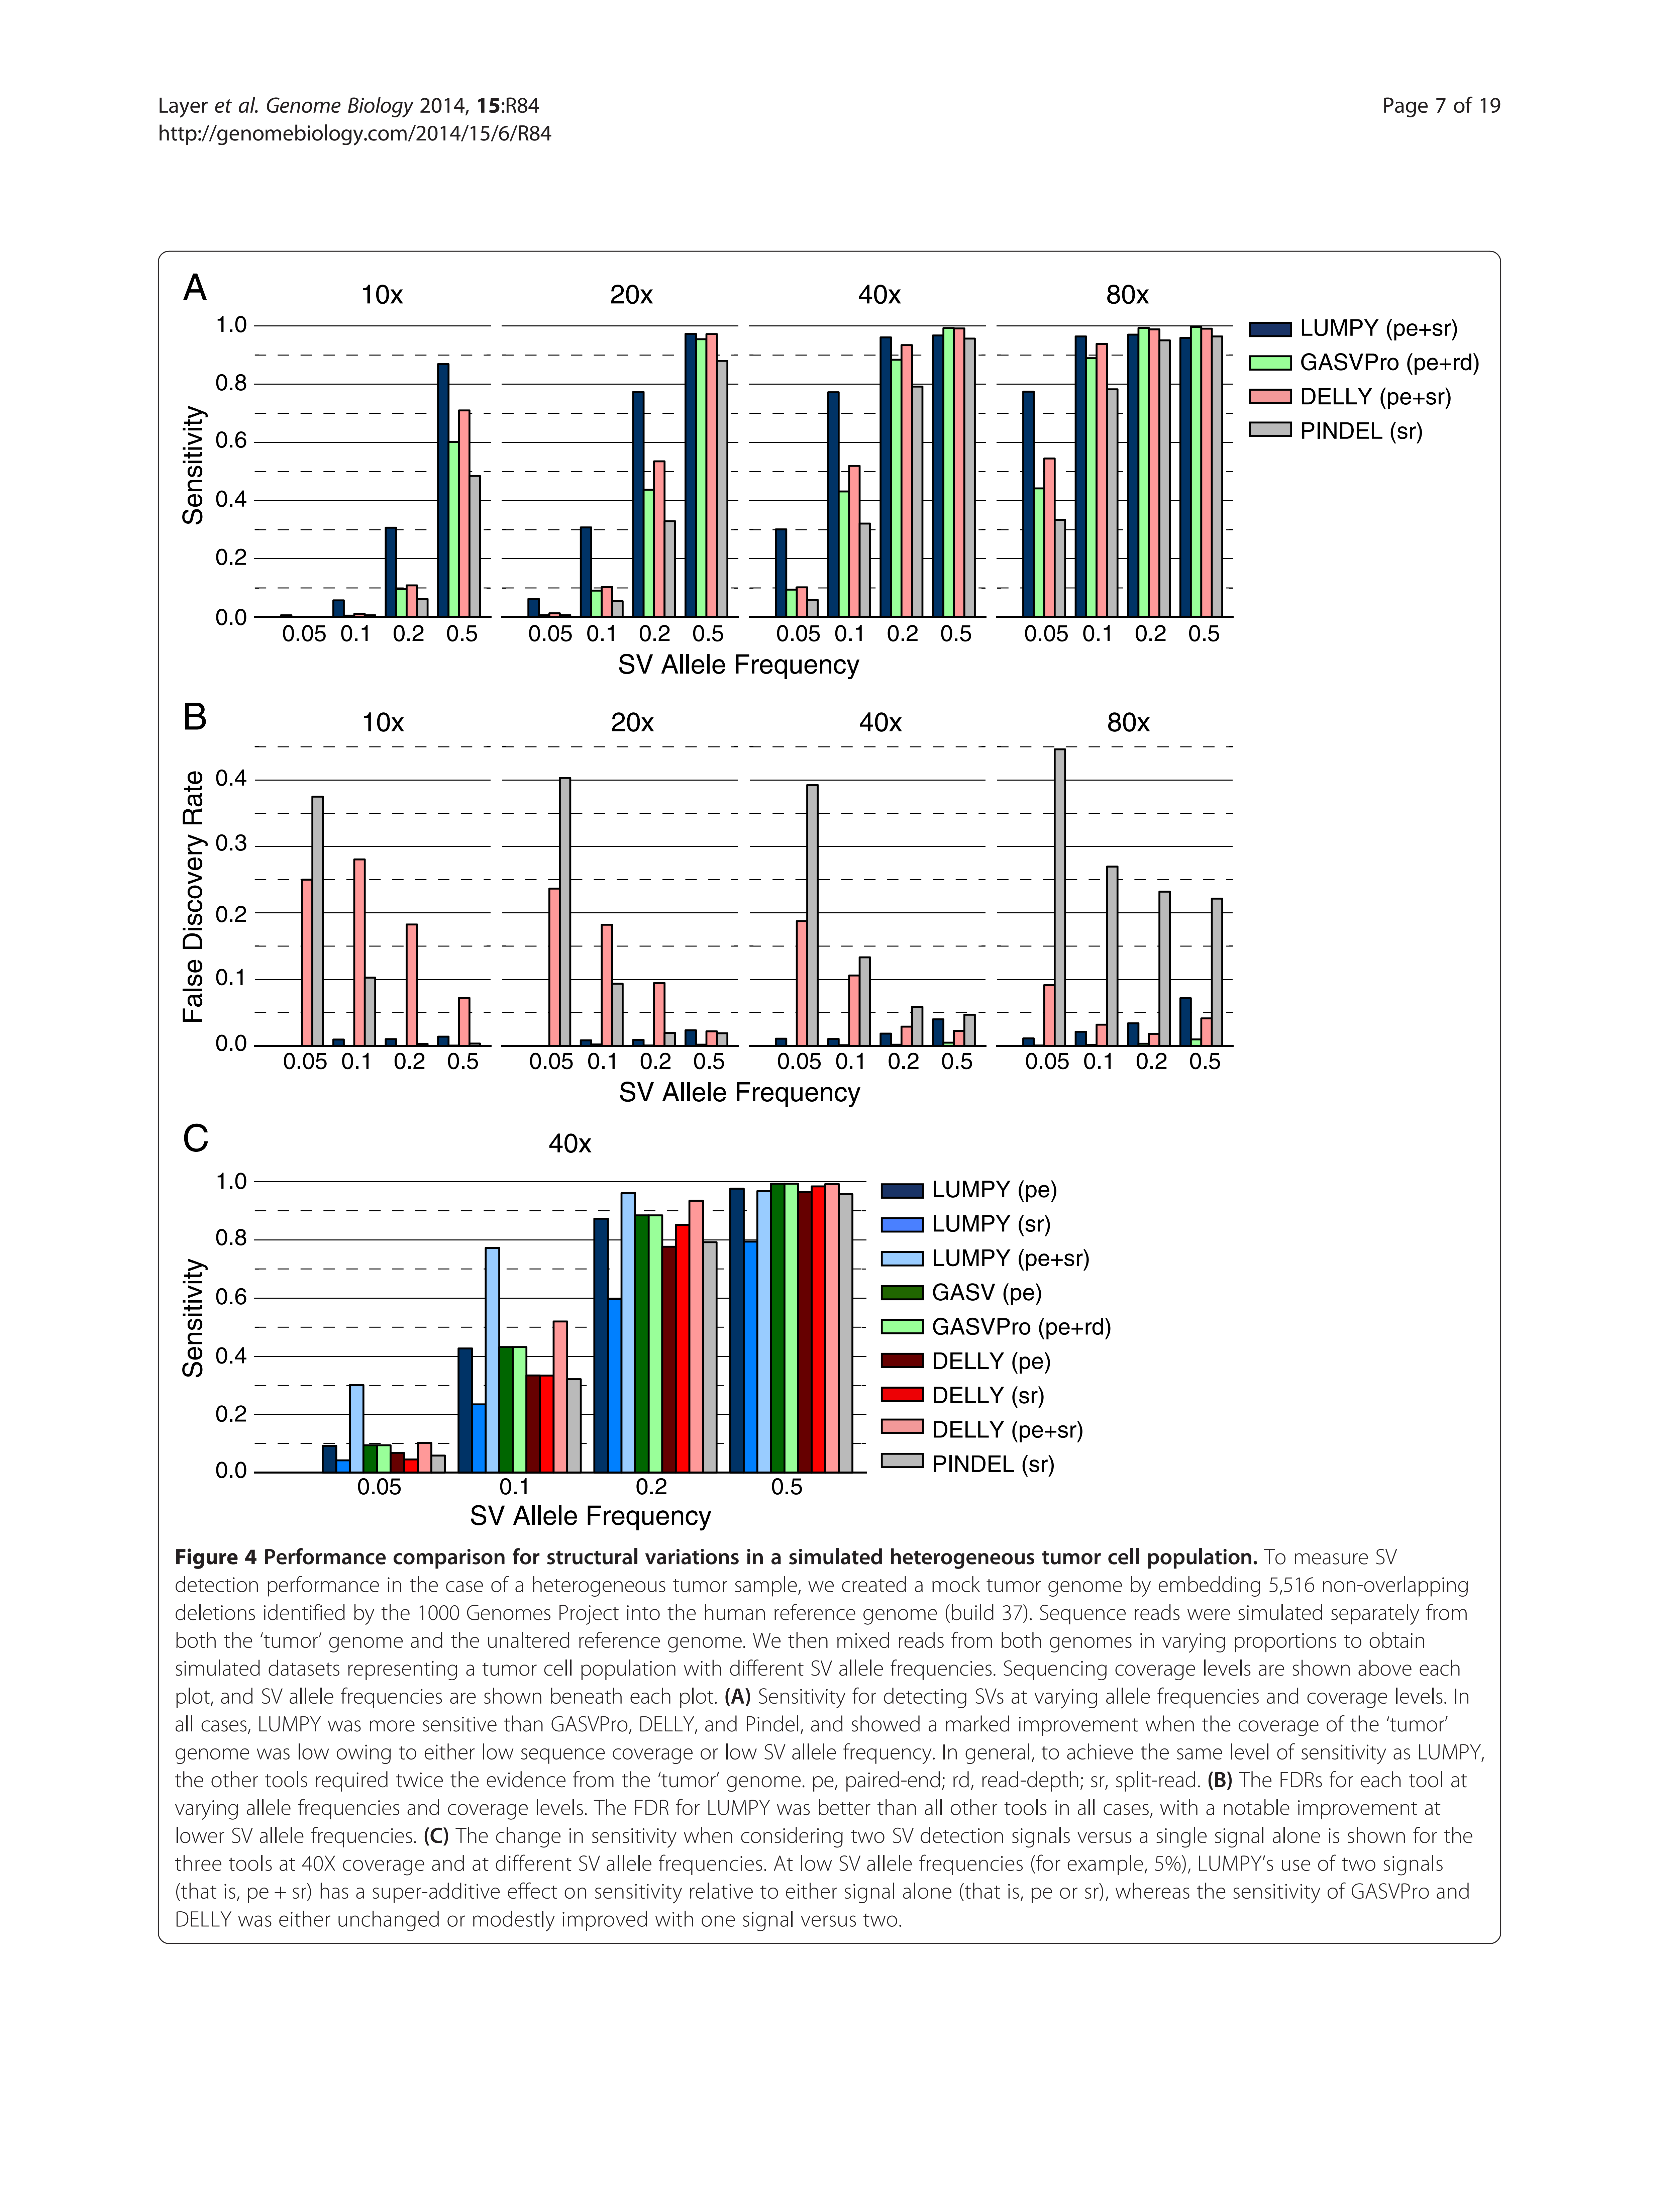 Layer et al. Genome Biology 2014, 15:R84
http://genomebiology.com/2014/15/6/R84
Page 7 of 19
A
10x 20x 40x 80x
1.0
0.8
0.6
0.4
0.2
0.0
Sensitivity
0.05 0.1 0.2 0.5 0.05 0.1 0.2 0.5 0.05 0.1 0.2 0.5 0.05 0.1 0.2 0.5
SV Allele Frequency
LUMPY (pe+sr)
GASVPro (pe+rd)
DELLY (pe+sr)
PINDEL (sr)
B
10x 20x 40x 80x
0.4
0.3
0.2
0.1
0.0
False Discovery Rate
0.05 0.1 0.2 0.5 0.05 0.1 0.2 0.5 0.05 0.1 0.2 0.5 0.05 0.1 0.2 0.5
SV Allele Frequency
C
40x
1.0
0.8
0.6
0.4
0.2
0.0
Sensitivity
0.05 0.1 0.2 0.5
SV Allele Frequency
LUMPY (pe)
LUMPY (sr)
LUMPY (pe+sr)
GASV (pe)
GASVPro (pe+rd)
DELLY (pe)
DELLY (sr)
DELLY (pe+sr)
PINDEL (sr)
Figure 4 Performance comparison for structural variations in a simulated heterogeneous tumor cell population. To measure SV
detection performance in the case of a heterogeneous tumor sample, we created a mock tumor genome by embedding 5,516 non-overlapping
deletions identified by the 1000 Genomes Project into the human reference genome (build 37). Sequence reads were simulated separately from
both the ‘tumor’ genome and the unaltered reference genome. We then mixed reads from both genomes in varying proportions to obtain
simulated datasets representing a tumor cell population with different SV allele frequencies. Sequencing coverage levels are shown above each
plot, and SV allele frequencies are shown beneath each plot. (A) Sensitivity for detecting SVs at varying allele frequencies and coverage levels. In
all cases, LUMPY was more sensitive than GASVPro, DELLY, and Pindel, and showed a marked improvement when the coverage of the ‘tumor’
genome was low owing to either low sequence coverage or low SV allele frequency. In general, to achieve the same level of sensitivity as LUMPY,
the other tools required twice the evidence from the ‘tumor’ genome. pe, paired-end; rd, read-depth; sr, split-read. (B) The FDRs for each tool at
varying allele frequencies and coverage levels. The FDR for LUMPY was better than all other tools in all cases, with a notable improvement at
lower SV allele frequencies. (C) The change in sensitivity when considering two SV detection signals versus a single signal alone is shown for the
three tools at 40X coverage and at different SV allele frequencies. At low SV allele frequencies (for example, 5%), LUMPY’s use of two signals
(that is, pe + sr) has a super-additive effect on sensitivity relative to either signal alone (that is, pe or sr), whereas the sensitivity of GASVPro and
DELLY was either unchanged or modestly improved with one signal versus two.